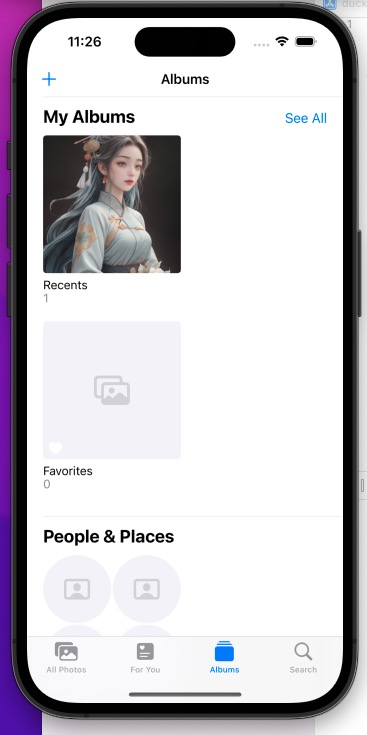 11:26
Albums
My Albums
See All
Recents
1
Favorites
0
People & Places
All Photos
For You
Albums
Search